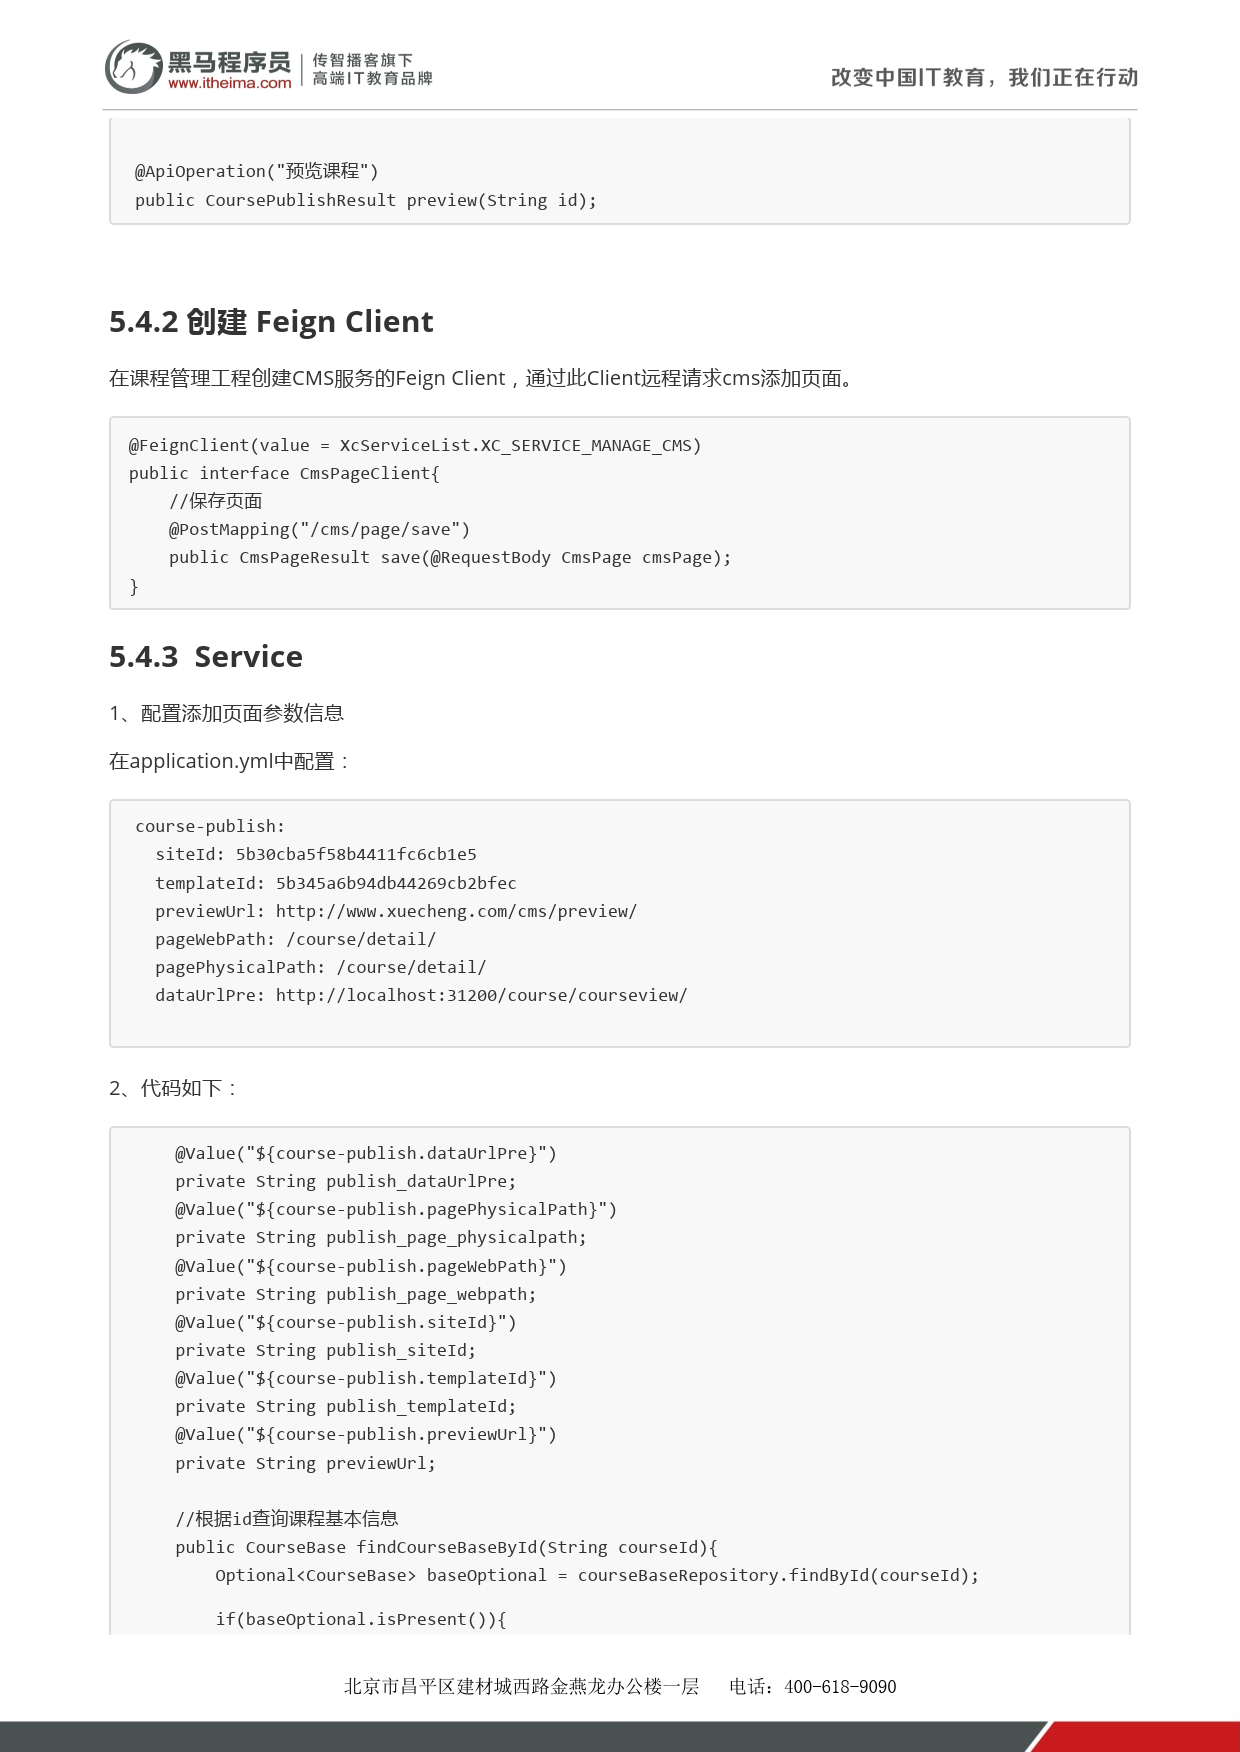 黑马程序员
www.itheima.com
传智播客旗下
高端IT教育品牌
改变中国IT教育，我们正在行动
@ApiOperation("预览课程")
public CoursePublishResult preview(String id);
5.4.2 创建 Feign Client
在课程管理工程创建CMS服务的Feign Client，通过此Client远程请求cms添加页面。
@FeignClient(value = XcServiceList.XC_SERVICE_MANAGE_CMS)
public interface CmsPageClient{
    //保存页面
    @PostMapping("/cms/page/save")
    public CmsPageResult save(@RequestBody CmsPage cmsPage);
}
5.4.3  Service
1、配置添加页面参数信息
在application.yml中配置：
course-publish:
  siteId: 5b30cba5f58b4411fc6cb1e5
  templateId: 5b345a6b94db44269cb2bfec
  previewUrl: http://www.xuecheng.com/cms/preview/
  pageWebPath: /course/detail/
  pagePhysicalPath: /course/detail/
  dataUrlPre: http://localhost:31200/course/courseview/
2、代码如下：
    @Value("${course-publish.dataUrlPre}")
    private String publish_dataUrlPre;
    @Value("${course-publish.pagePhysicalPath}")
    private String publish_page_physicalpath;
    @Value("${course-publish.pageWebPath}")
    private String publish_page_webpath;
    @Value("${course-publish.siteId}")
    private String publish_siteId;
    @Value("${course-publish.templateId}")
    private String publish_templateId;
    @Value("${course-publish.previewUrl}")
    private String previewUrl;
    //根据id查询课程基本信息
    public CourseBase findCourseBaseById(String courseId){
        Optional<CourseBase> baseOptional = courseBaseRepository.findById(courseId);
        if(baseOptional.isPresent()){
北京市昌平区建材城西路金燕龙办公楼一层   电话：400-618-9090